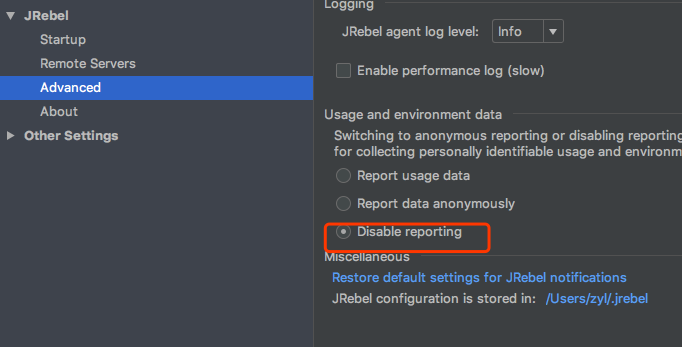 JRebel
Startup
Remote Servers
Advanced
About
Other Settings
Logging
JRebel agent log level: Info
Enable performance log (slow)
Usage and environment data
Switching to anonymous reporting or disabling reporting
for collecting personally identifiable usage and environm
Report usage data
Report data anonymously
Disable reporting
Miscellaneous
Restore default settings for JRebel notifications
JRebel configuration is stored in: /Users/zyl/.jrebel